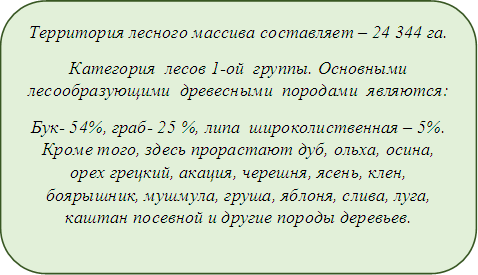 Территория лесного массива составляет – 24 344 га.
Категория лесов 1-ой группы. Основными
лесообразующими древесными породами являются:
Бук- 54%, граб- 25 %, липа широколиственная – 5%.
Кроме того, здесь прорастают дуб, ольха, осина,
орех грецкий, акация, черешня, ясень, клен,
боярышник, мушмула, груша, яблоня, слива, луга,
каштан посевной и другие породы деревьев.